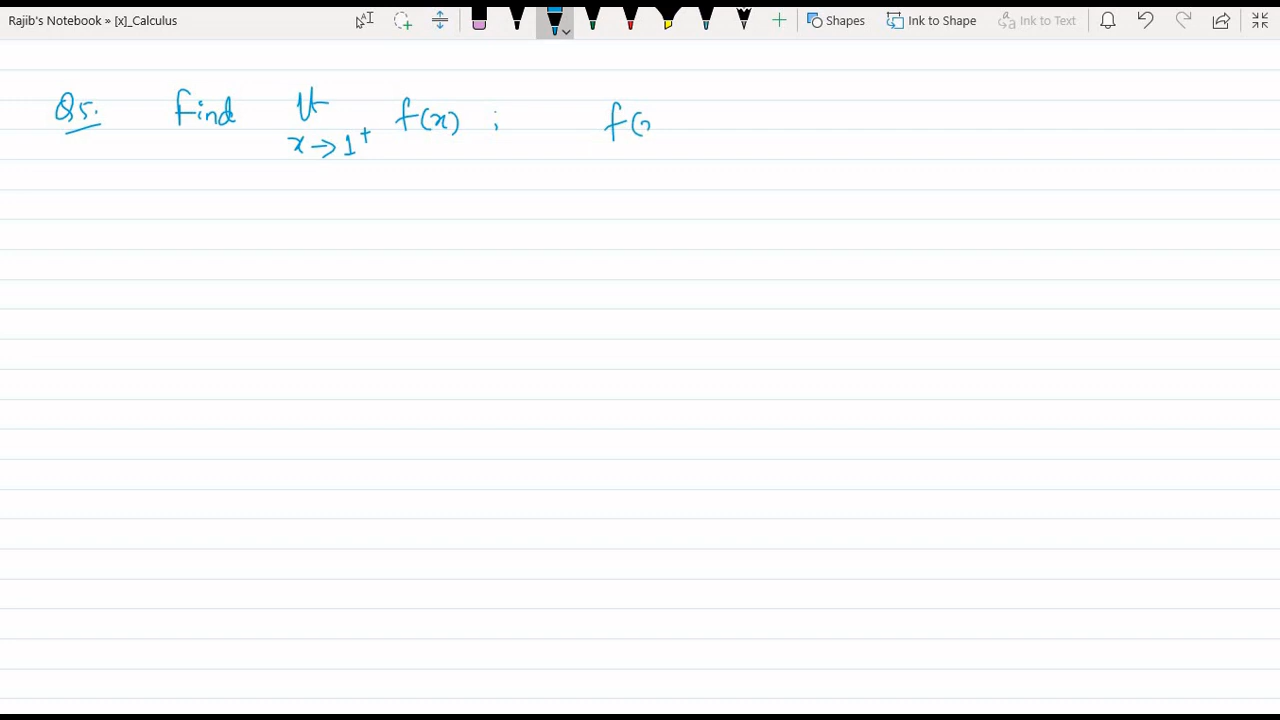 Rajib's Notebook » [x]_Calculus
Shapes
Ink to Shape
Ink to Text
Q5. Find lt f(x) ; f(
x→1⁺